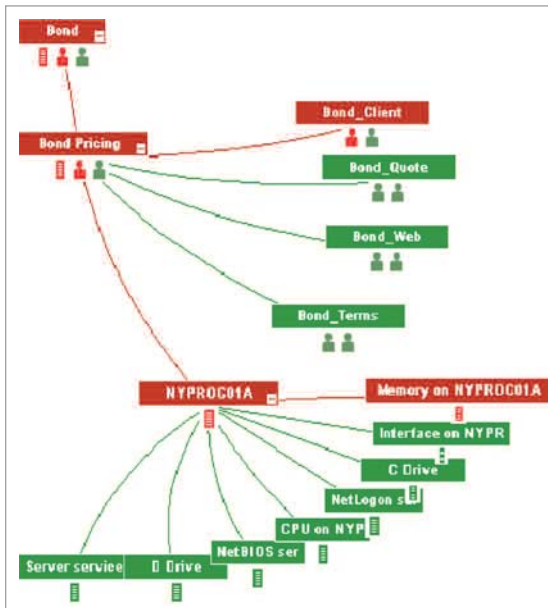 Bond
Bond_Client
Bond Pricing
Bond_Quote
Bond_Web
Bond_Terms
NYPROC01A
Memory on NYPROC01A
Interface on NYPR
C Drive
NetLogon ser
CPU on NYP
NetBIOS ser
Server service
D Drive